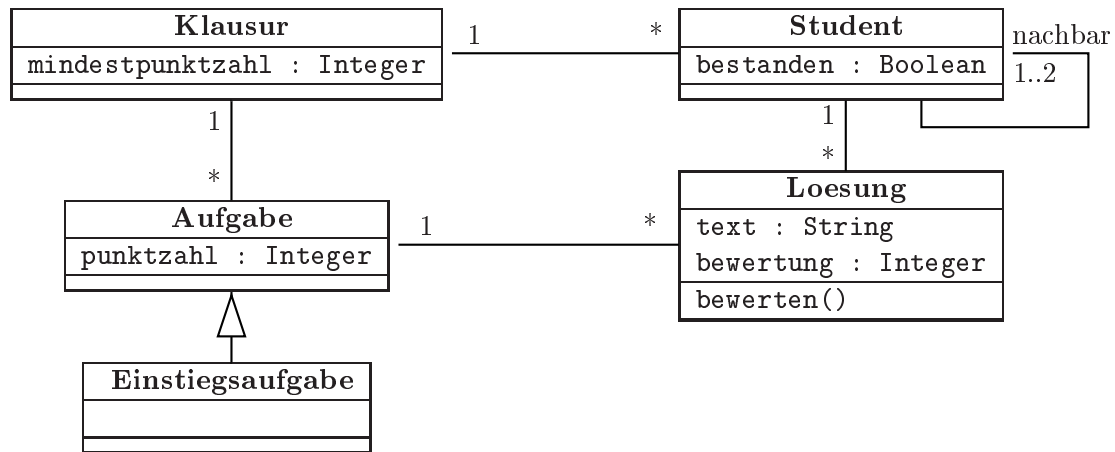 Klausur
mindestpunktzahl : Integer
1
*
Student
bestanden : Boolean
nachbar
1..2
1
*
1
*
Aufgabe
punktzahl : Integer
1
*
Loesung
text : String
bewertung : Integer
bewerten()
Einstiegsaufgabe